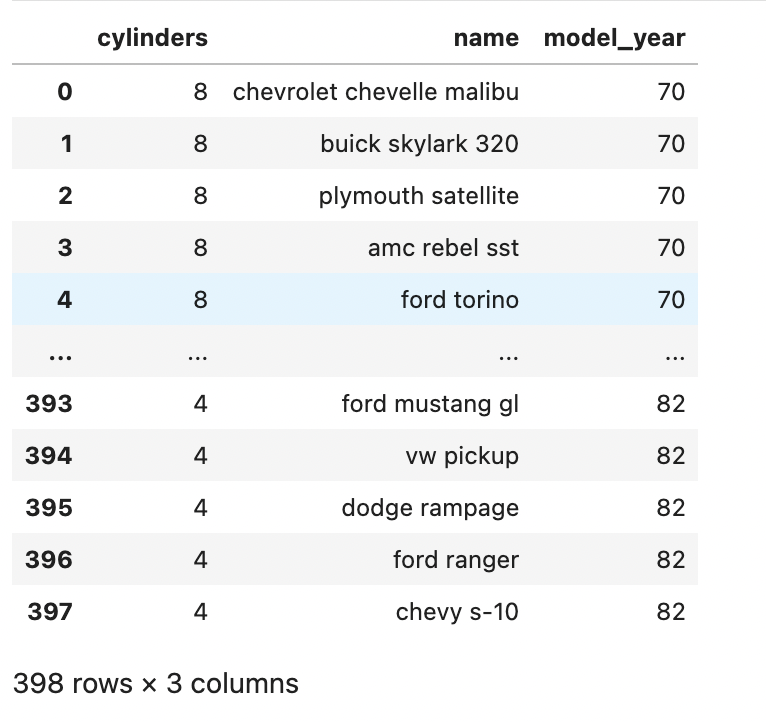 cylinders name model_year
0 8 chevrolet chevelle malibu 70
1 8 buick skylark 320 70
2 8 plymouth satellite 70
3 8 amc rebel sst 70
4 8 ford torino 70
... ... ... ...
393 4 ford mustang gl 82
394 4 vw pickup 82
395 4 dodge rampage 82
396 4 ford ranger 82
397 4 chevy s-10 82
398 rows × 3 columns